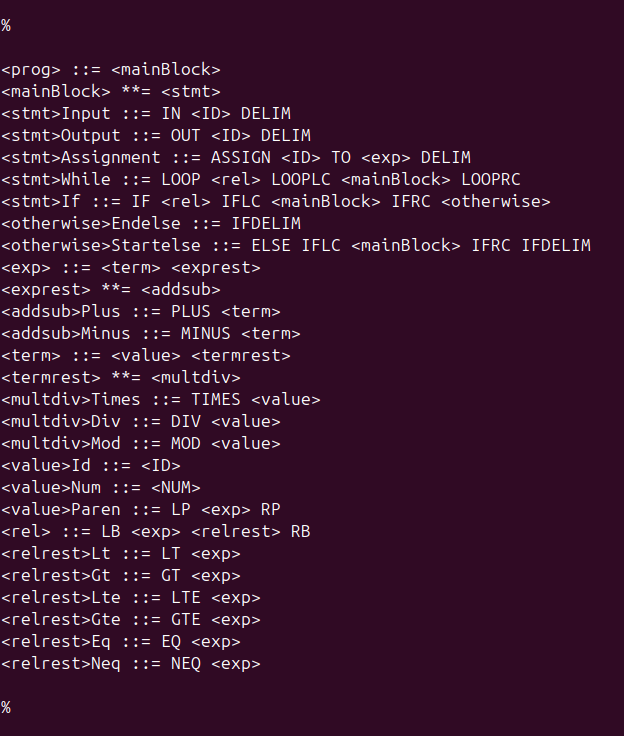 %
<prog> ::= <mainBlock>
<mainBlock> **= <stmt>
<stmt>Input ::= IN <ID> DELIM
<stmt>Output ::= OUT <ID> DELIM
<stmt>Assignment ::= ASSIGN <ID> TO <exp> DELIM
<stmt>While ::= LOOP <rel> LOOPLC <mainBlock> LOOPRC
<stmt>If ::= IF <rel> IFLC <mainBlock> IFRC <otherwise>
<otherwise>Endelse ::= IFDELIM
<otherwise>Startelse ::= ELSE IFLC <mainBlock> IFRC IFDELIM
<exp> ::= <term> <exprest>
<exprest> **= <addsub>
<addsub>Plus ::= PLUS <term>
<addsub>Minus ::= MINUS <term>
<term> ::= <value> <termrest>
<termrest> **= <multdiv>
<multdiv>Times ::= TIMES <value>
<multdiv>Div ::= DIV <value>
<multdiv>Mod ::= MOD <value>
<value>Id ::= <ID>
<value>Num ::= <NUM>
<value>Paren ::= LP <exp> RP
<rel> ::= LB <exp> <relrest> RB
<relrest>Lt ::= LT <exp>
<relrest>Gt ::= GT <exp>
<relrest>Lte ::= LTE <exp>
<relrest>Gte ::= GTE <exp>
<relrest>Eq ::= EQ <exp>
<relrest>Neq ::= NEQ <exp>
%